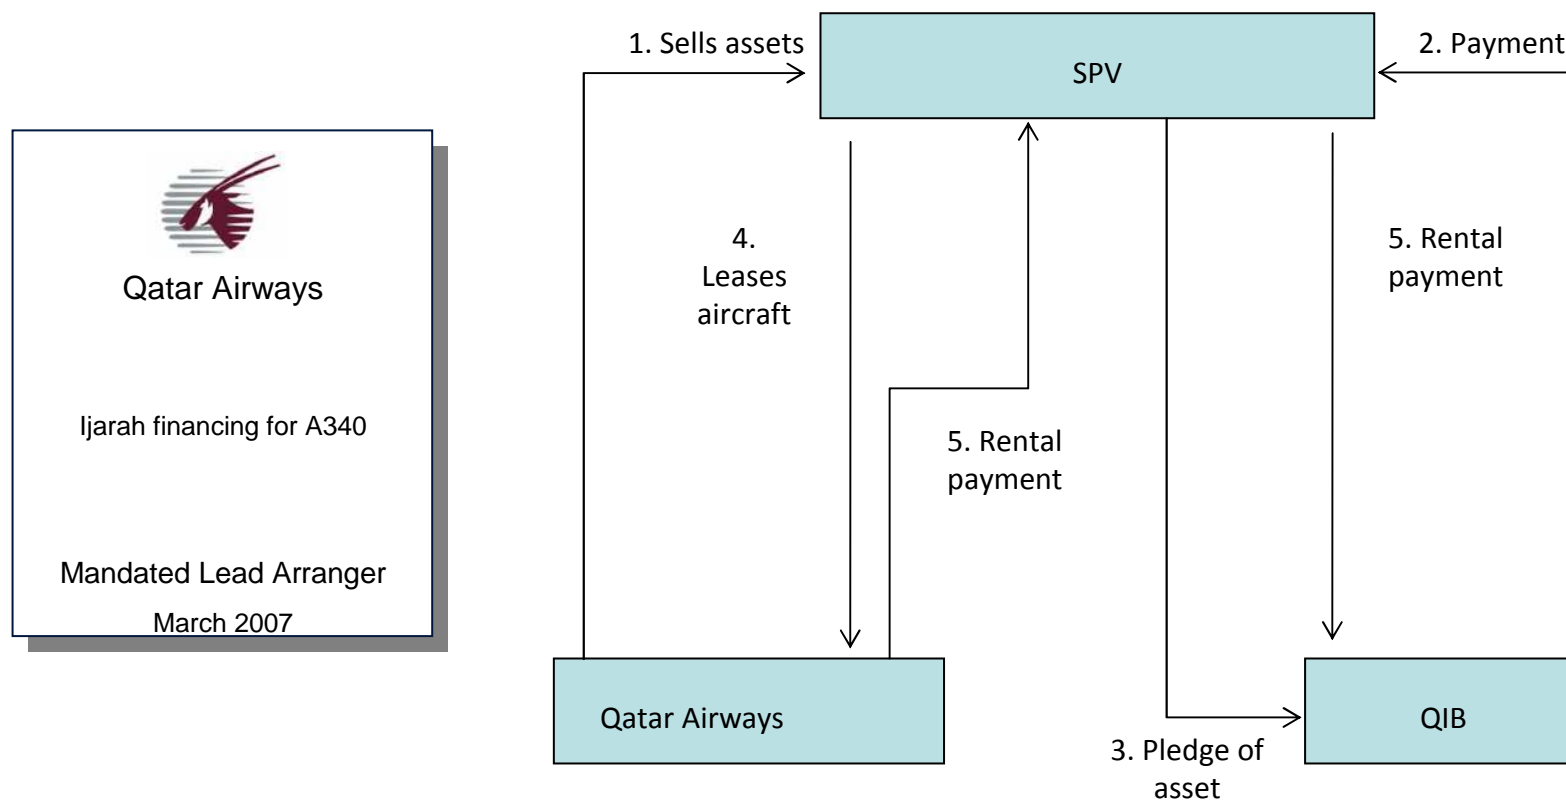 1. Sells assets
SPV
2. Payment
Qatar Airways
Ijarah financing for A340
Mandated Lead Arranger
March 2007
4.
Leases
aircraft
5. Rental
payment
5. Rental
payment
Qatar Airways
3. Pledge of
asset
QIB